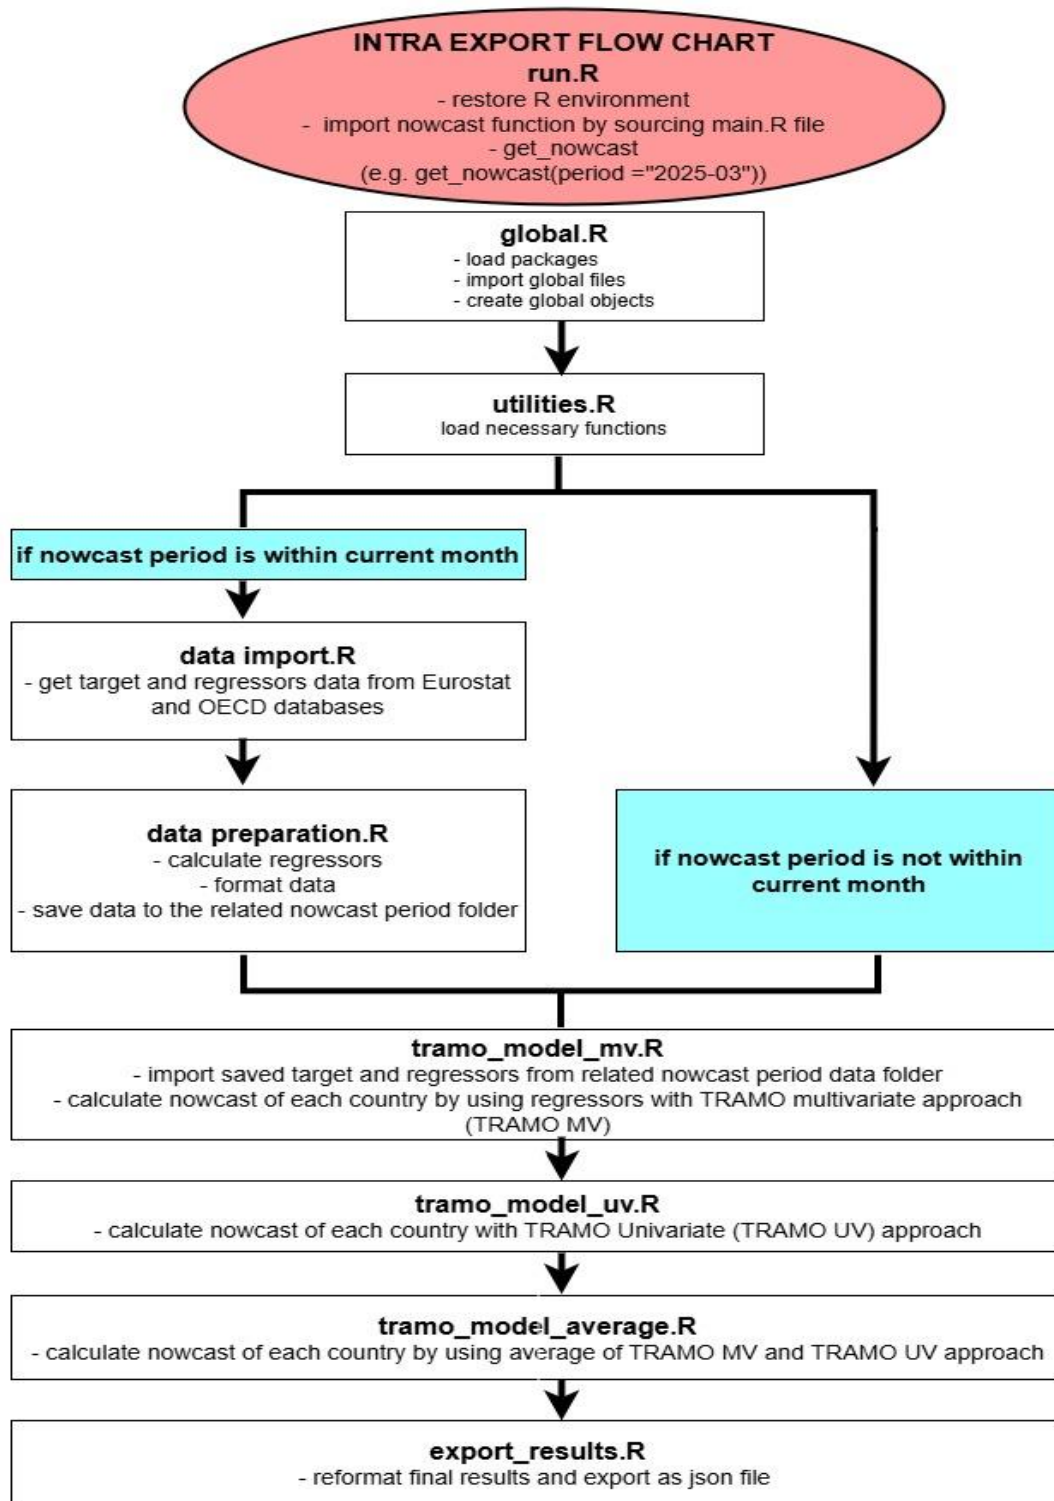 INTRA EXPORT FLOW CHART
run.R
- restore R environment
- import nowcast function by sourcing main.R file
- get_nowcast
(e.g. get_nowcast(period ="2025-03"))
global.R
- load packages
- import global files
- create global objects
utilities.R
load necessary functions
if nowcast period is within current month
data import.R
- get target and regressors data from Eurostat
and OECD databases
data preparation.R
- calculate regressors
- format data
- save data to the related nowcast period folder
if nowcast period is not within
current month
tramo_model_mv.R
- import saved target and regressors from related nowcast period data folder
- calculate nowcast of each country by using regressors with TRAMO multivariate approach
(TRAMO MV)
tramo_model_uv.R
- calculate nowcast of each country with TRAMO Univariate (TRAMO UV) approach
tramo_model_average.R
- calculate nowcast of each country by using average of TRAMO MV and TRAMO UV approach
export_results.R
- reformat final results and export as json file